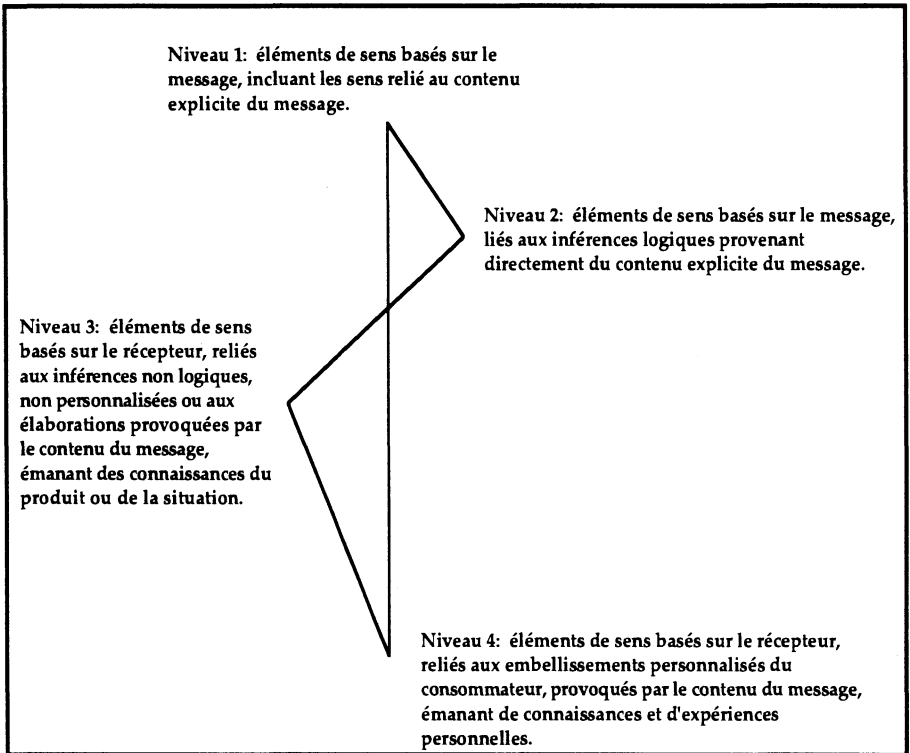 Niveau 1: éléments de sens basés sur le
message, incluant les sens relié au contenu
explicite du message.
Niveau 2: éléments de sens basés sur le message,
liés aux inférences logiques provenant
directement du contenu explicite du message.
Niveau 3: éléments de sens
basés sur le récepteur, reliés
aux inférences non logiques,
non personnalisées ou aux
élaborations provoquées par
le contenu du message,
émanant des connaissances du
produit ou de la situation.
Niveau 4: éléments de sens basés sur le récepteur,
reliés aux embellissements personnalisés du
consommateur, provoqués par le contenu du message,
émanant de connaissances et d'expériences
personnelles.